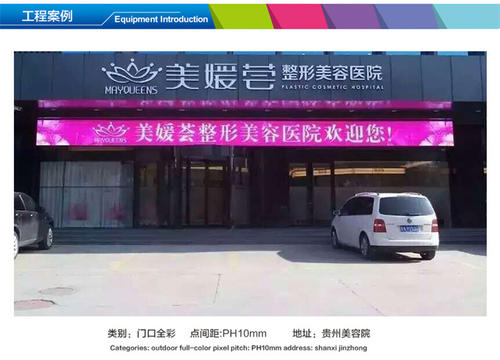 工程案例
Equipment Introduction
MAYQUEENS
美媛荟
整形美容医院
PLASTIC COSMETIC HOSPITAL
MAYQUEENS
美媛荟整形美容医院欢迎您!
类别：门口全彩 点间距:PH10mm 地址：贵州美容院
Categories: outdoor full-color pixel pitch: PH10mm address: shanxi jinzhong